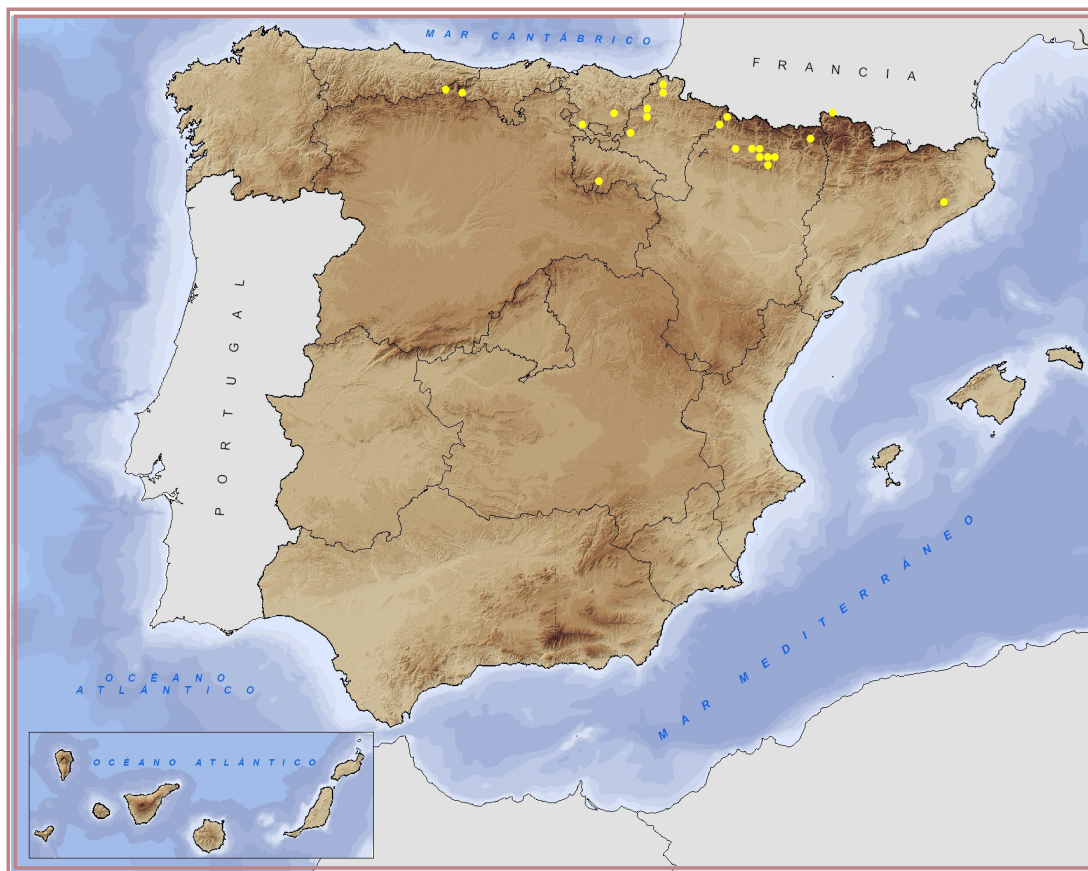 MAR CANTÁBRICO
FRANCIA
PORTUGAL
MAR MEDITERRÁNEO
OCÉANO
ATLÁNTICO
OCÉANO ATLÁNTICO